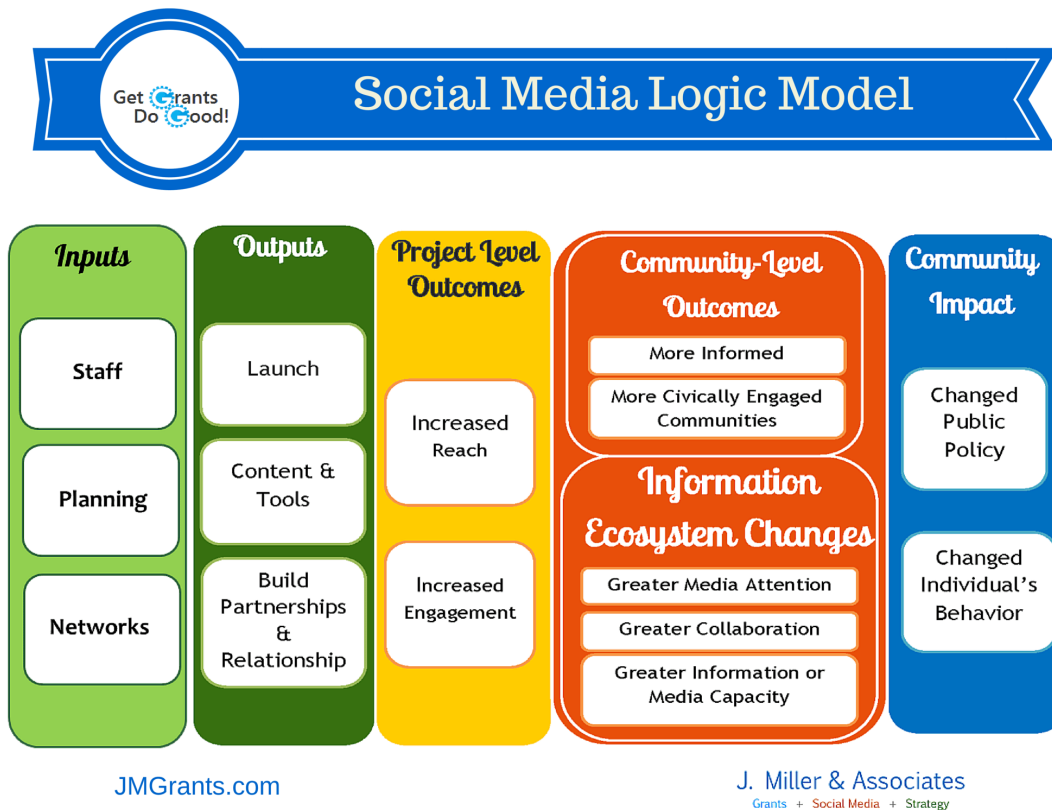 Get Grants
Do Good!
Social Media Logic Model
Inputs
Staff
Planning
Networks
Outputs
Launch
Content &
Tools
Build
Partnerships
&
Relationship
Project Level
Outcomes
Increased
Reach
Increased
Engagement
Community-Level
Outcomes
More Informed
More Civically Engaged
Communities
Information
Ecosystem Changes
Greater Media Attention
Greater Collaboration
Greater Information or
Media Capacity
Community
Impact
Changed
Public
Policy
Changed
Individual's
Behavior
JMGrants.com
J. Miller & Associates
Grants + Social Media + Strategy